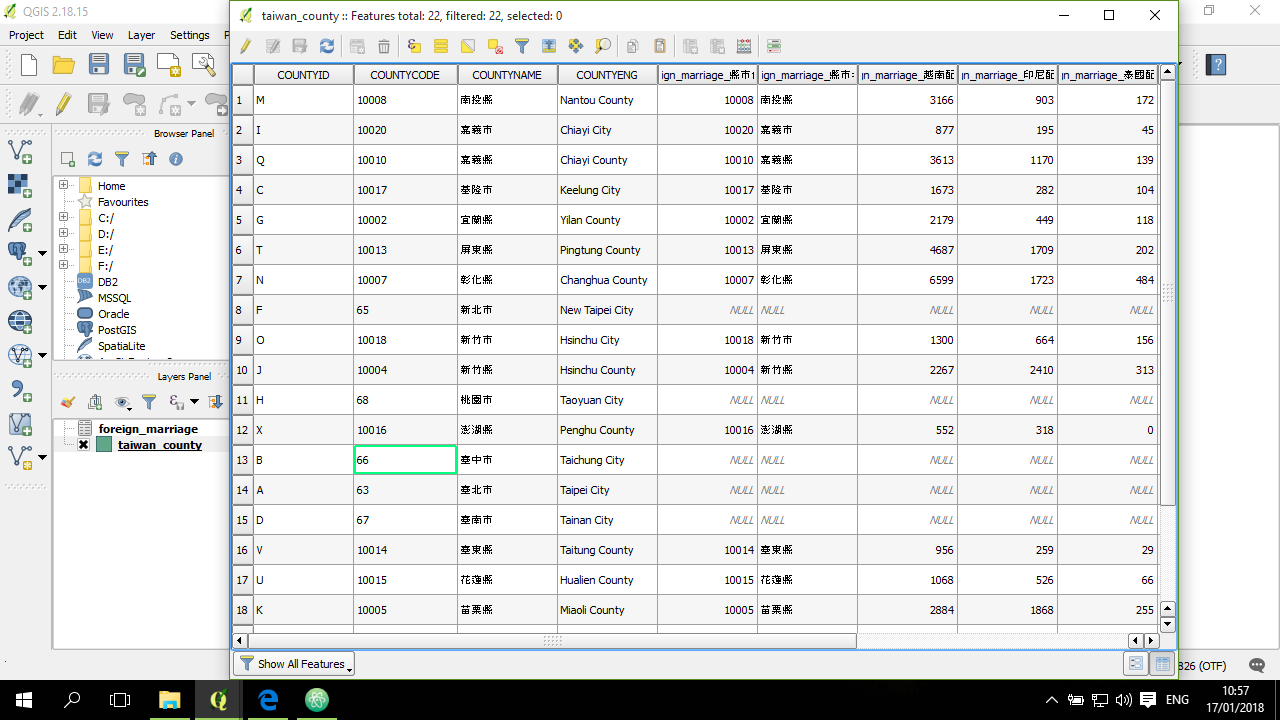 QGIS 2.18.15
taiwan_county :: Features total: 22, filtered: 22, selected: 0
Project Edit View Layer Settings P
COUNTYID COUNTYCODE COUNTYNAME COUNTYENG ign_marriage_縣市 ign_marriage_縣市 ın_marriage_越南配 ın_marriage_印尼配 ın_marriage_泰國配
1 M 10008 南投縣 Nantou County 10008 南投縣 3166 903 172
2 I 10020 嘉義市 Chiayi City 10020 嘉義市 877 195 45
3 Q 10010 嘉義縣 Chiayi County 10010 嘉義縣 3613 1170 139
4 C 10017 基隆市 Keelung City 10017 基隆市 1673 282 104
5 G 10002 宜蘭縣 Yilan County 10002 宜蘭縣 2179 449 118
6 T 10013 屏東縣 Pingtung County 10013 屏東縣 4687 1709 202
7 N 10007 彰化縣 Changhua County 10007 彰化縣 6599 1723 484
8 F 65 新北市 New Taipei City NULL NULL NULL NULL NULL
9 O 10018 新竹市 Hsinchu City 10018 新竹市 1300 664 156
10 J 10004 新竹縣 Hsinchu County 10004 新竹縣 2267 2410 313
11 H 68 桃園市 Taoyuan City NULL NULL NULL NULL NULL
12 X 10016 澎湖縣 Penghu County 10016 澎湖縣 552 318 0
13 B 66 臺中市 Taichung City NULL NULL NULL NULL NULL
14 A 63 臺北市 Taipei City NULL NULL NULL NULL NULL
15 D 67 臺南市 Tainan City NULL NULL NULL NULL NULL
16 V 10014 臺東縣 Taitung County 10014 臺東縣 956 259 29
17 U 10015 花蓮縣 Hualien County 10015 花蓮縣 1068 526 66
18 K 10005 苗栗縣 Miaoli County 10005 苗栗縣 2884 1868 255
Show All Features
Browser Panel
Home
Favourites
C:/
D:/
E:/
F:/
DB2
MSSQL
Oracle
PostGIS
SpatiaLite
Layers Panel
foreign_marriage
taiwan_county
326 (OTF)
ENG
10:57
17/01/2018